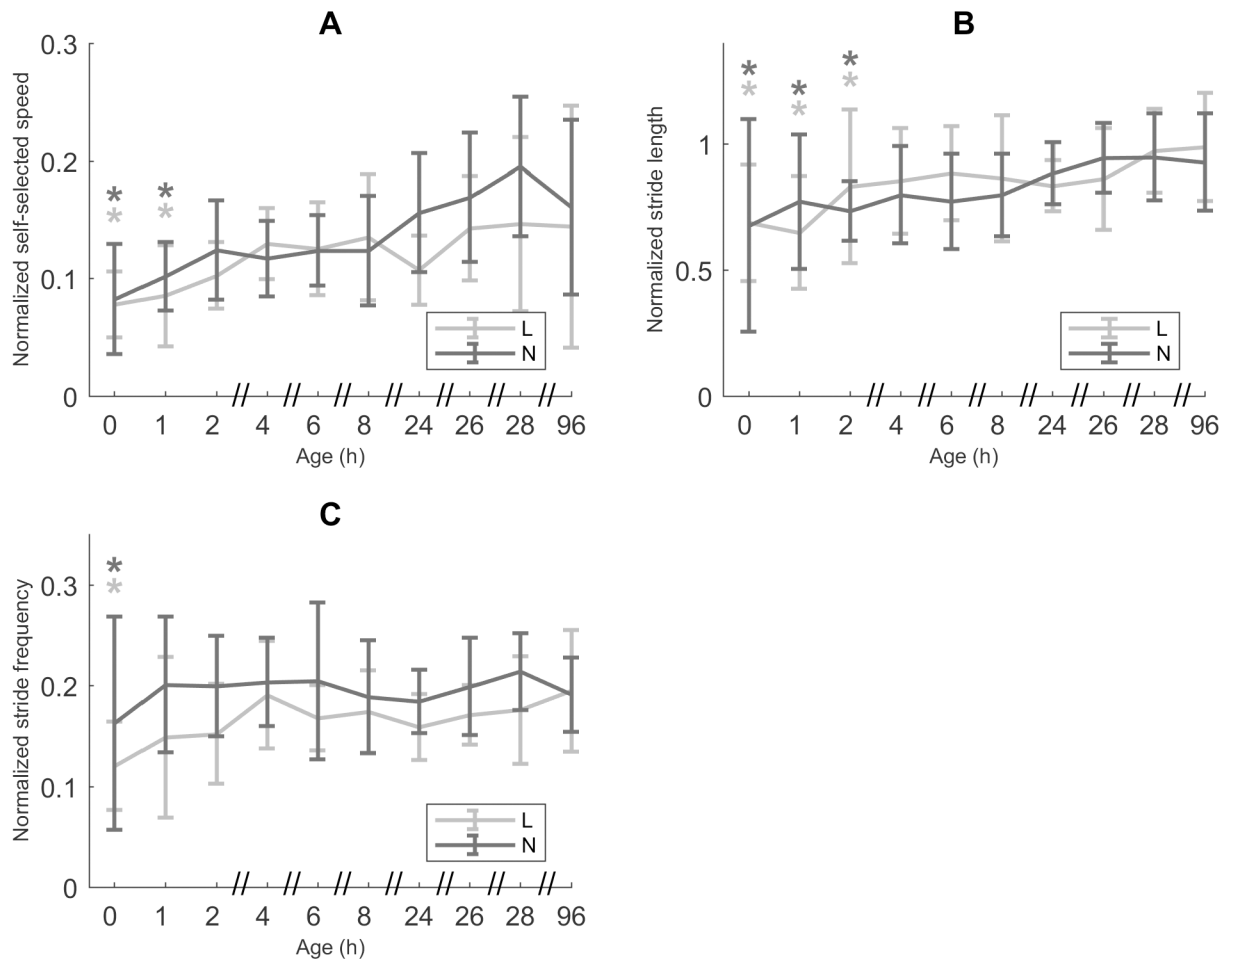 A
Normalized self-selected speed
0.3
0.2
0.1
0
* *
* *
L
N
0 1 2 4 6 8 24 26 28 96
Age (h)
B
Normalized stride length
1
0.5
0
* * *
* * *
L
N
0 1 2 4 6 8 24 26 28 96
Age (h)
C
Normalized stride frequency
0.3
0.2
0.1
0
*
*
L
N
0 1 2 4 6 8 24 26 28 96
Age (h)